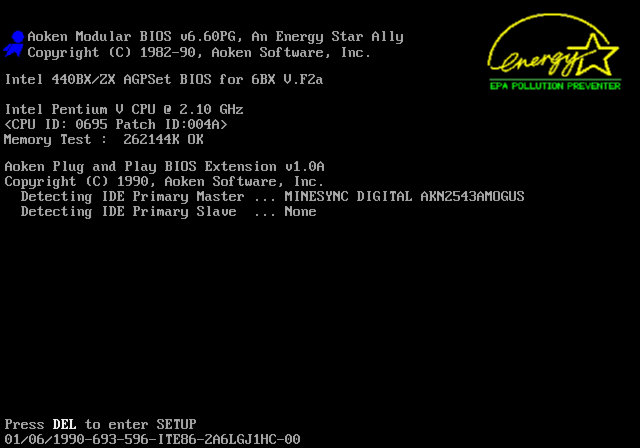 Aoken Modular BIOS v6.60PG, An Energy Star Ally
Copyright (C) 1982-90, Aoken Software, Inc.
energy
EPA POLLUTION PREVENTER
Intel 440BX/ZX AGPSet BIOS for 6BX V.F2a
Intel Pentium V CPU @ 2.10 GHz
<CPU ID: 0695 Patch ID:004A>
Memory Test :  262144K OK
Aoken Plug and Play BIOS Extension v1.0A
Copyright (C) 1990, Aoken Software, Inc.
Detecting IDE Primary Master ... MINESYNC DIGITAL AKN2543AMOGUS
Detecting IDE Primary Slave  ... None
Press DEL to enter SETUP
01/06/1990-693-596-ITE86-2A6LGJ1HC-00